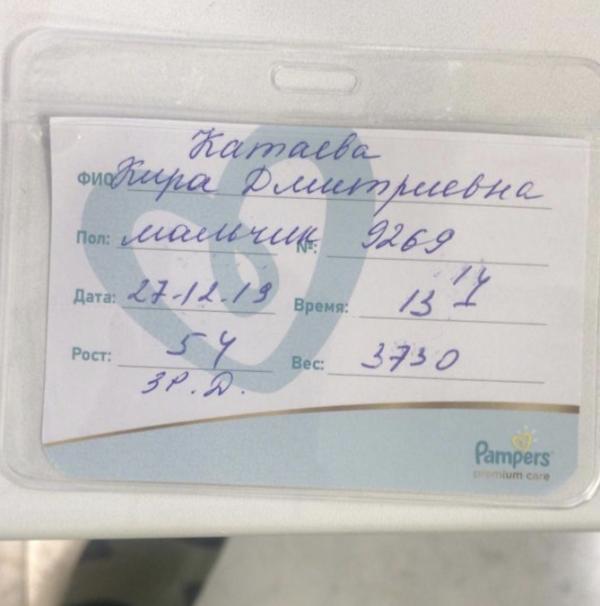 Катаева
ФИО Кира Дмитриевна
Пол: мальчик №: 9269
Дата: 27-12-19 Время: 13 14
Рост: 54 Вес: 3730
3 р. д.
Pampers
premium care